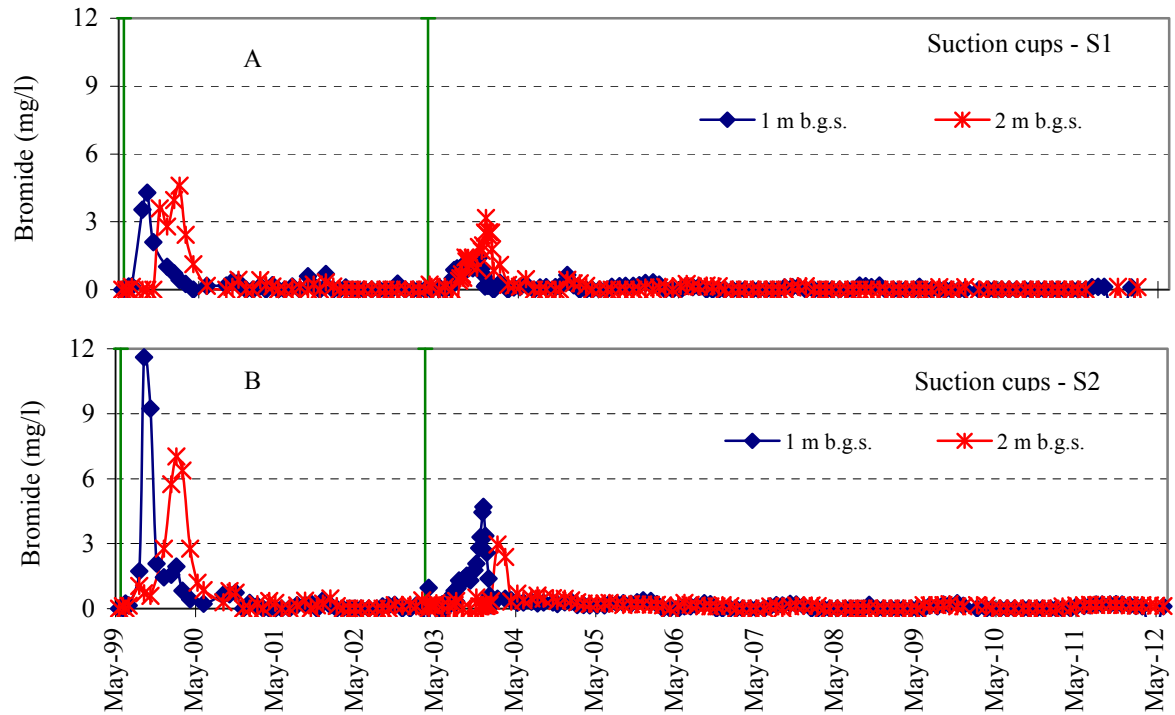 12
9
6
3
0
Bromide (mg/l)
A
Suction cups - S1
1 m b.g.s.
2 m b.g.s.
12
9
6
3
0
Bromide (mg/l)
B
Suction cups - S2
1 m b.g.s.
2 m b.g.s.
May-99
May-00
May-01
May-02
May-03
May-04
May-05
May-06
May-07
May-08
May-09
May-10
May-11
May-12